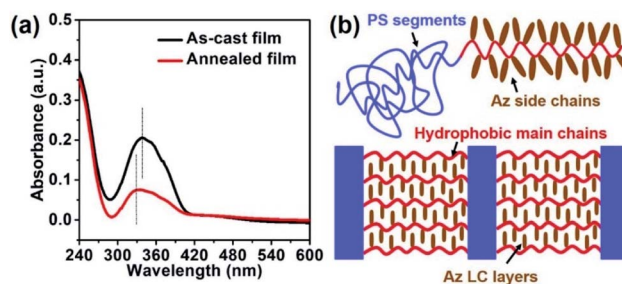 (a)
As-cast film
Annealed film
Absorbance (a.u.)
0.5
0.4
0.3
0.2
0.1
0.0
240 300 360 420 480 540 600
Wavelength (nm)
(b)
PS segments
Az side chains
Hydrophobic main chains
Az LC layers